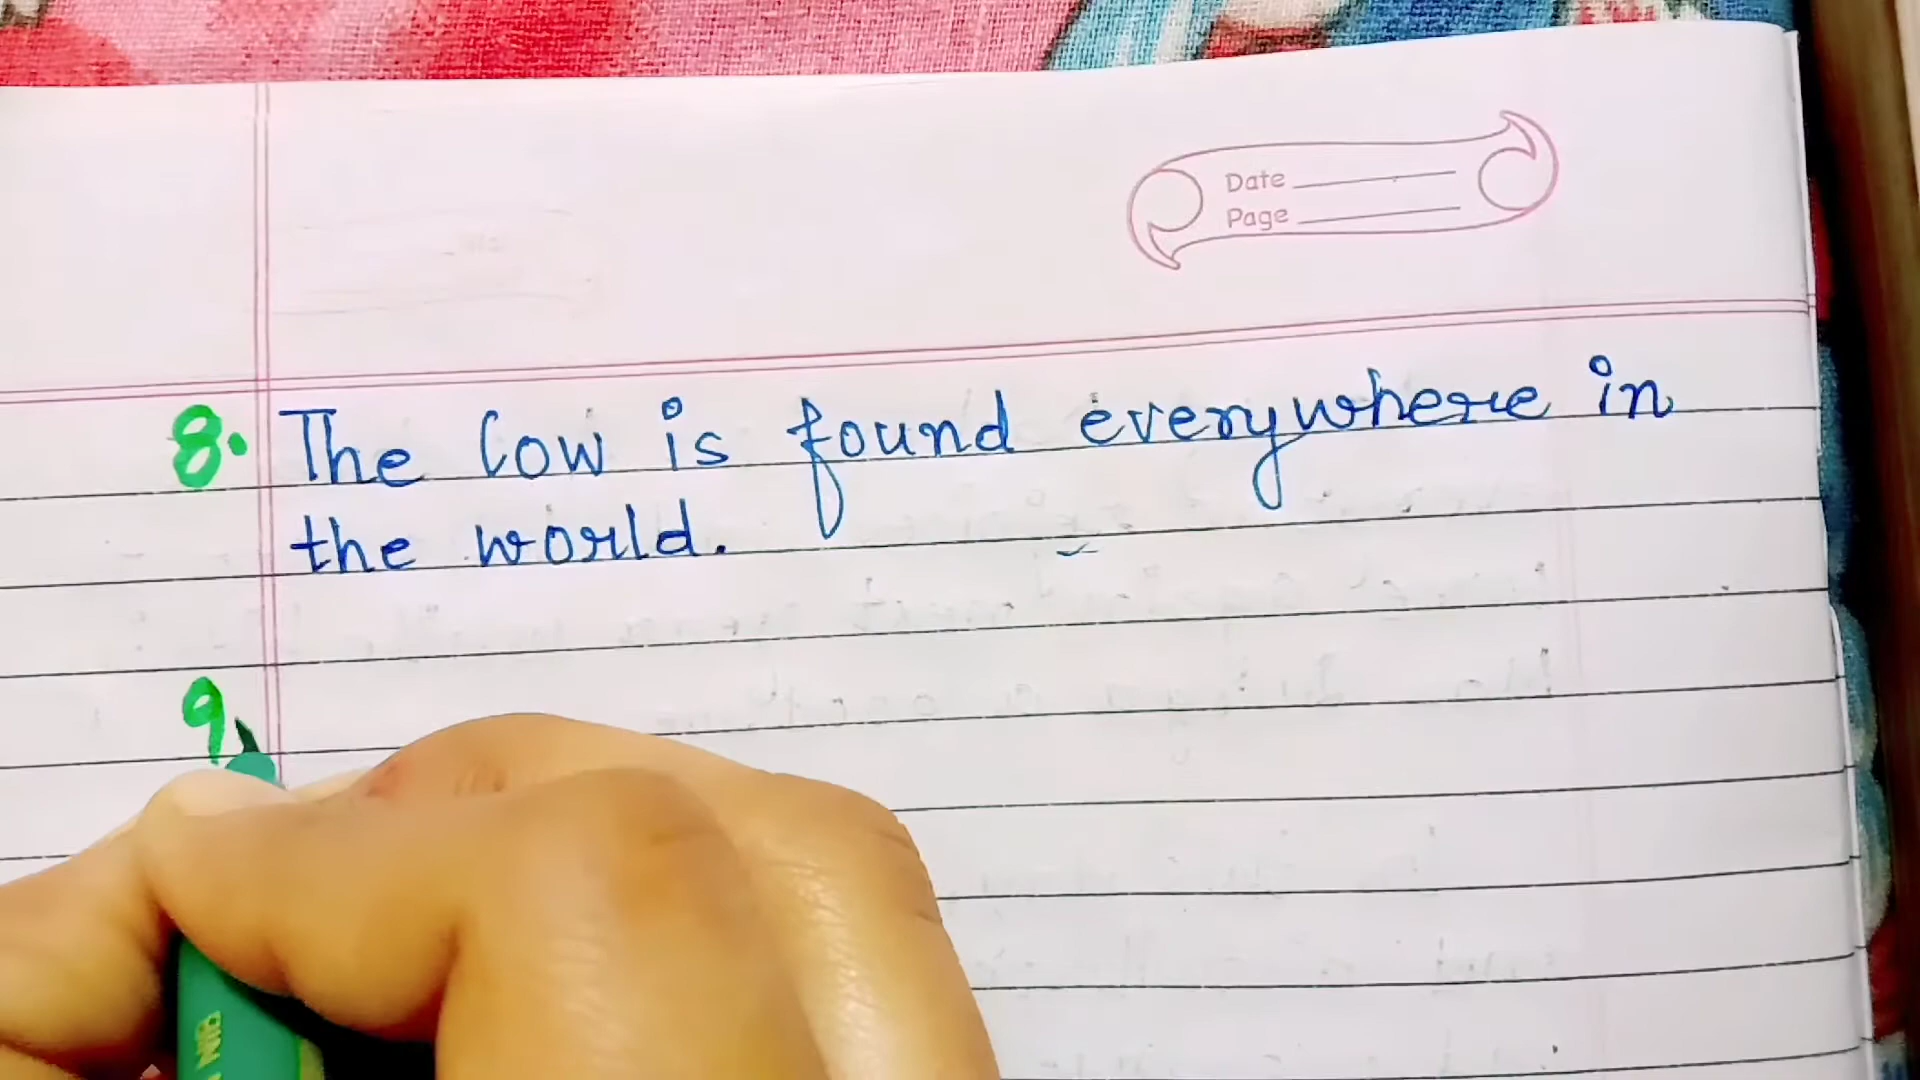 Date
Page
8. The Cow is found everywhere in
the world.
9